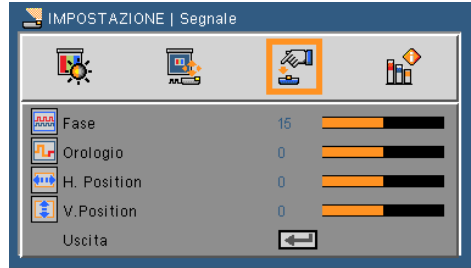 IMPOSTAZIONE | Segnale
Fase 15
Orologio 0
H. Position 0
V.Position 0
Uscita